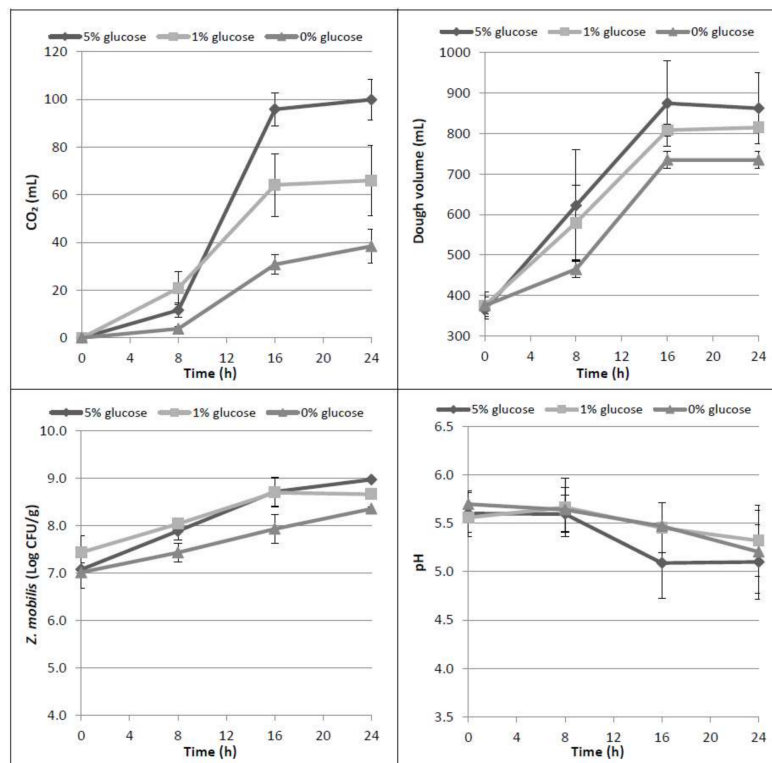 5% glucose 1% glucose 0% glucose
120
100
80
60
40
20
0
CO₂ (mL)
0 4 8 12 16 20 24
Time (h)
5% glucose 1% glucose 0% glucose
1000
900
800
700
600
500
400
300
Dough volume (mL)
0 4 8 12 16 20 24
Time (h)
5% glucose 1% glucose 0% glucose
10.0
9.0
8.0
7.0
6.0
5.0
4.0
Z. mobilis (Log CFU/g)
0 4 8 12 16 20 24
Time (h)
5% glucose 1% glucose 0% glucose
6.5
6.0
5.5
5.0
4.5
4.0
3.5
pH
0 4 8 12 16 20 24
Time (h)